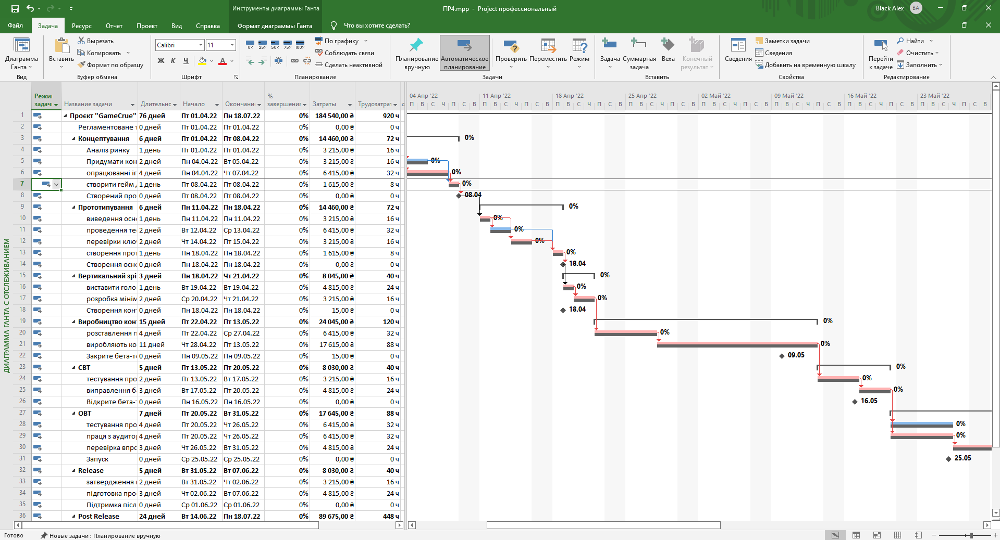 Инструменты диаграммы Ганта
ПР4.mpp - Project профессиональный
Black Alex
BA
Файл Задача Ресурс Отчет Проект Вид Справка Формат диаграммы Ганта Что вы хотите сделать?
Диаграмма Ганта
Вид
Вставить
Вырезать
Копировать
Формат по образцу
Буфер обмена
Calibri 11
Ж К Ч А
Шрифт
0% 25% 50% 75% 100%
По графику
Соблюдать связи
Сделать неактивной
Планирование
Планирование вручную
Автоматическое планирование
Проверить
Переместить
Режим
Задачи
Задача
Суммарная задача
Веха
Конечный результат
Вставить
Сведения
Заметки задачи
Сведения
Добавить на временную шкалу
Свойства
Перейти к задаче
Найти
Очистить
Заполнить
Редактирование
Режим задачи Название задачи Длительнс Начало Окончани % завершения Затраты Трудозатрат
1 Проєкт "GameCrue" 76 дней Пт 01.04.22 Пн 18.07.22 0% 184 540,00 ₴ 920 ч
2 Регламентоване 0 дней Пт 01.04.22 Пт 01.04.22 0% 0,00 ₴ 0 ч
3 Концептування 6 дней Пт 01.04.22 Пт 08.04.22 0% 14 460,00 ₴ 72 ч
4 Аналіз ринку 1 день Пт 01.04.22 Пт 01.04.22 0% 3 215,00 ₴ 16 ч
5 Придумати кон 2 дней Пн 04.04.22 Вт 05.04.22 0% 3 215,00 ₴ 16 ч
6 опрацюванні іг 4 дней Пн 04.04.22 Чт 07.04.22 0% 6 415,00 ₴ 32 ч
7 створити гейм 1 день Пт 08.04.22 Пт 08.04.22 0% 1 615,00 ₴ 8 ч
8 Створений про 0 дней Пт 08.04.22 Пт 08.04.22 0% 0,00 ₴ 0 ч
9 Прототипування 6 дней Пн 11.04.22 Пн 18.04.22 0% 14 460,00 ₴ 72 ч
10 виведення осн 1 день Пн 11.04.22 Пн 11.04.22 0% 3 215,00 ₴ 16 ч
11 проведення те 2 дней Вт 12.04.22 Ср 13.04.22 0% 6 415,00 ₴ 32 ч
12 перевірки клю 2 дней Чт 14.04.22 Пт 15.04.22 0% 3 215,00 ₴ 16 ч
13 створення прот 1 день Пн 18.04.22 Пн 18.04.22 0% 1 615,00 ₴ 8 ч
14 Створення осн 0 дней Пн 18.04.22 Пн 18.04.22 0% 0,00 ₴ 0 ч
15 Вертикальний зрі 3 дней Пн 18.04.22 Чт 21.04.22 0% 8 045,00 ₴ 40 ч
16 виставити голо 1 день Вт 19.04.22 Вт 19.04.22 0% 4 815,00 ₴ 24 ч
17 розробка мінім 2 дней Ср 20.04.22 Чт 21.04.22 0% 3 215,00 ₴ 16 ч
18 Створення кон 0 дней Пн 18.04.22 Пн 18.04.22 0% 15,00 ₴ 0 ч
19 Виробництво кон 15 дней Пт 22.04.22 Пт 13.05.22 0% 24 045,00 ₴ 120 ч
20 розставлення 4 дней Пт 22.04.22 Ср 27.04.22 0% 6 415,00 ₴ 32 ч
21 виробляють ко 11 дней Чт 28.04.22 Пт 13.05.22 0% 17 615,00 ₴ 88 ч
22 Закрите бета-т 0 дней Пн 09.05.22 Пн 09.05.22 0% 15,00 ₴ 0 ч
23 CBT 5 дней Пт 13.05.22 Пт 20.05.22 0% 8 030,00 ₴ 40 ч
24 тестування про 2 дней Пт 13.05.22 Вт 17.05.22 0% 3 215,00 ₴ 16 ч
25 виправлення б 3 дней Вт 17.05.22 Пт 20.05.22 0% 4 815,00 ₴ 24 ч
26 Відкрите бета- 0 дней Пн 16.05.22 Пн 16.05.22 0% 0,00 ₴ 0 ч
27 OBT 7 дней Пт 20.05.22 Вт 31.05.22 0% 17 645,00 ₴ 88 ч
28 тестування про 4 дней Пт 20.05.22 Чт 26.05.22 0% 6 415,00 ₴ 32 ч
29 праця з аудито 4 дней Пт 20.05.22 Чт 26.05.22 0% 6 415,00 ₴ 32 ч
30 перевірка впро 3 дней Чт 26.05.22 Вт 31.05.22 0% 4 815,00 ₴ 24 ч
31 Запуск 0 дней Ср 25.05.22 Ср 25.05.22 0% 0,00 ₴ 0 ч
32 Release 5 дней Вт 31.05.22 Вт 07.06.22 0% 8 030,00 ₴ 40 ч
33 затвердження 2 дней Вт 31.05.22 Чт 02.06.22 0% 3 215,00 ₴ 16 ч
34 підготовка про 3 дней Чт 02.06.22 Вт 07.06.22 0% 4 815,00 ₴ 24 ч
35 Підтримка післ 0 дней Ср 01.06.22 Ср 01.06.22 0% 0,00 ₴ 0 ч
36 Post Release 24 дней Вт 14.06.22 Пн 18.07.22 0% 89 675,00 ₴ 448 ч
ДИАГРАММА ГАНТА С ОТСЛЕЖИВАНИЕМ
04 Апр '22 11 Апр '22 18 Апр '22 25 Апр '22 02 Май '22 09 Май '22 16 Май '22 23 Май '22
П В С Ч П С В П В С Ч П С В П В С Ч П С В П В С Ч П С В П В С Ч П С В П В С Ч П С В П В С Ч П С В П В С Ч П С В
0%
0%
0%
0%
08.04
0%
0%
0%
0%
0%
18.04
0%
0%
0%
18.04
0%
0%
0%
09.05
0%
0%
0%
16.05
0%
0%
25.05
Готово
Новые задачи : Планирование вручную